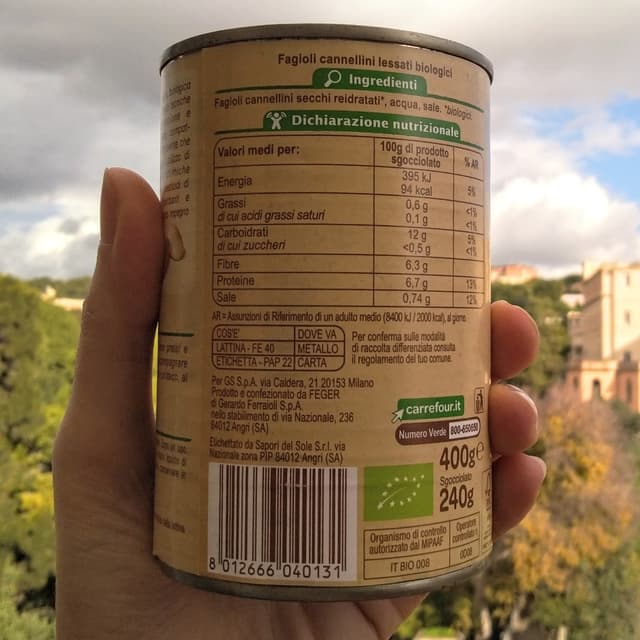 Fagioli cannellini lessati biologici
Ingredienti
Fagioli cannellini secchi reidratati*, acqua, sale. *biologici.
Dichiarazione nutrizionale
Valori medi per: 100g di prodotto sgocciolato % AR
Energia 395 kJ
94 kcal 5%
Grassi 0,6 g <1%
di cui acidi grassi saturi 0,1 g <1%
Carboidrati 12 g 5%
di cui zuccheri <0,5 g <1%
Fibre 6,3 g
Proteine 6,7 g 13%
Sale 0,74 g 12%
AR = Assunzioni di Riferimento di un adulto medio (8400 kJ / 2000 kcal), al giorno.
COS'E' DOVE VA
LATTINA - FE 40 METALLO
ETICHETTA - PAP 22 CARTA
Per conferma sulle modalità
di raccolta differenziata consulta
il regolamento del tuo comune.
Per GS S.p.A. via Caldera, 21 20153 Milano
Prodotto e confezionato da FEGER
di Gerardo Ferraioli S.p.A.
nello stabilimento di via Nazionale, 236
84012 Angri (SA)
Etichettato da Sapori del Sole S.r.l. via
Nazionale zona PIP 84012 Angri (SA)
carrefour.it
Numero Verde 800-650650
400g e
Sgocciolato
240g
8 012666 040131
Organismo di controllo
autorizzato dal MIPAAF
IT BIO 008
Operatore
controllato n.
0008